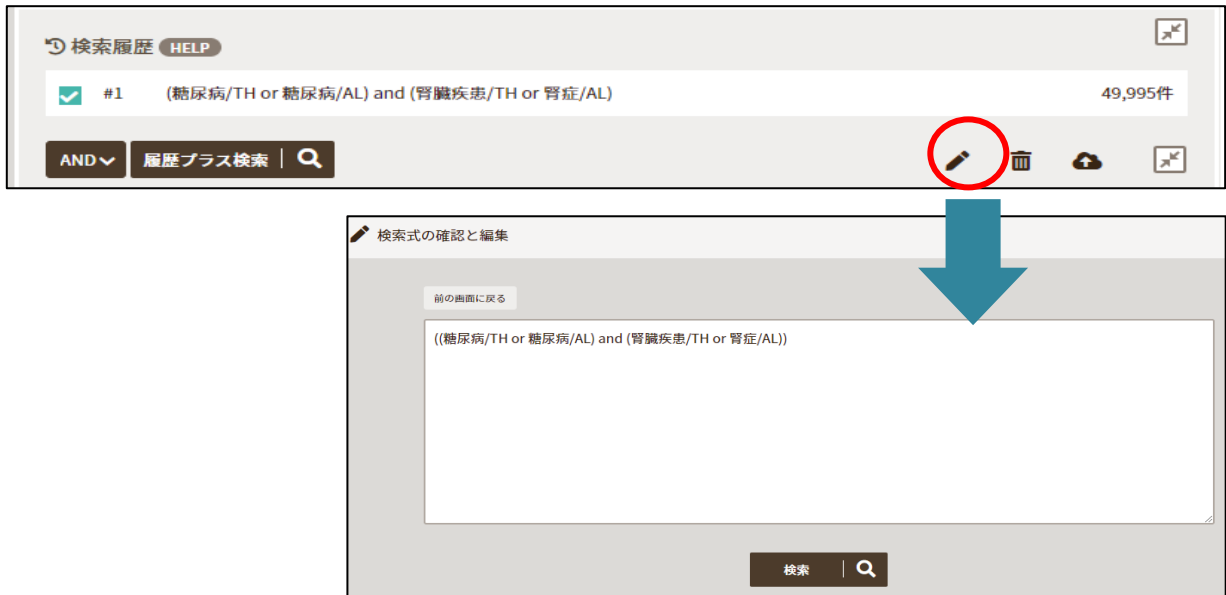 検索履歴 HELP
#1 (糖尿病/TH or 糖尿病/AL) and (腎臓疾患/TH or 腎症/AL) 49,995件
AND 履歴プラス検索
検索式の確認と編集
前の画面に戻る
((糖尿病/TH or 糖尿病/AL) and (腎臓疾患/TH or 腎症/AL))
検索